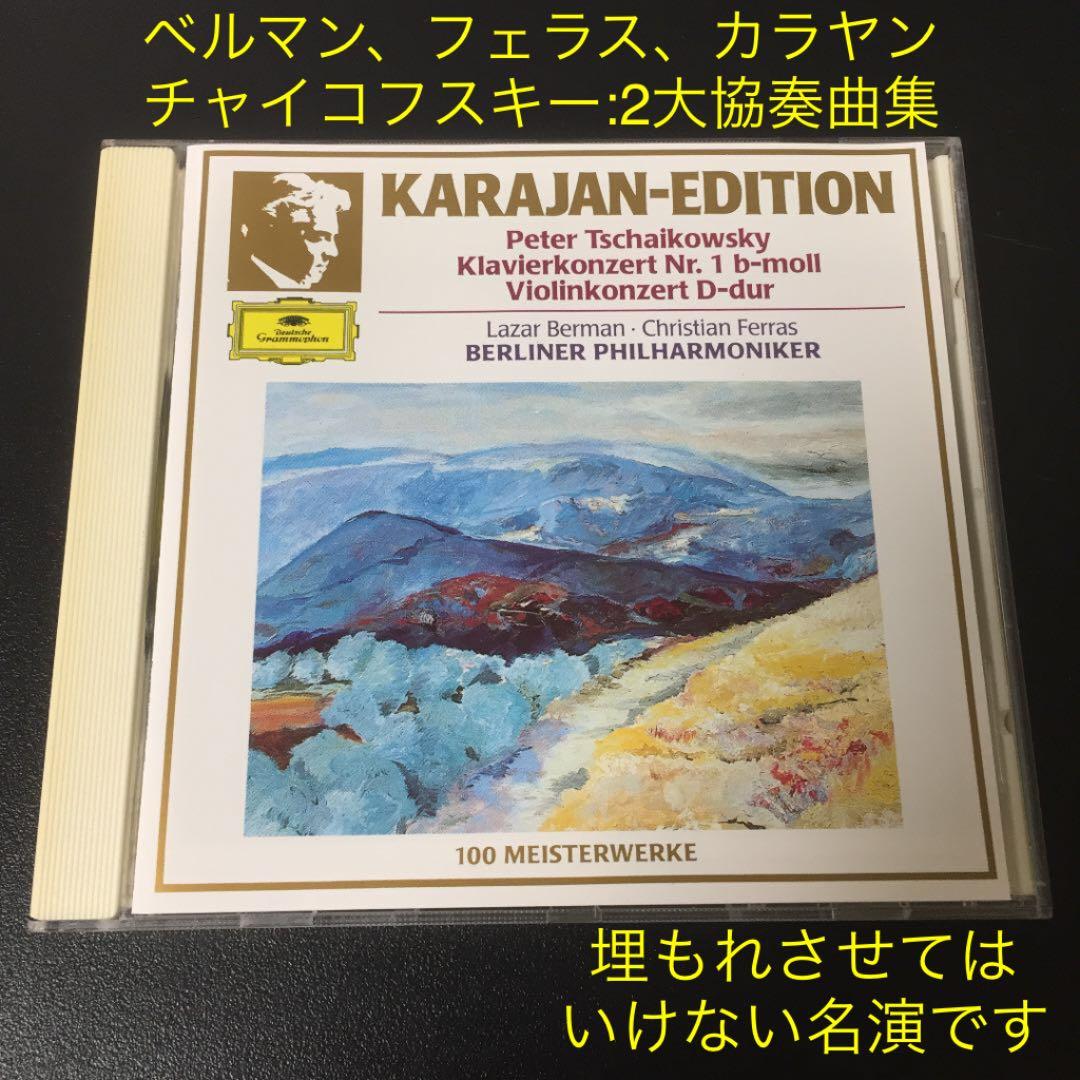 ベルマン、フェラス、カラヤン
チャイコフスキー:2大協奏曲集
KARAJAN-EDITION
Peter Tschaikowsky
Klavierkonzert Nr. 1 b-moll
Violinkonzert D-dur
Deutsche
Grammophon
Lazar Berman · Christian Ferras
BERLINER PHILHARMONIKER
100 MEISTERWERKE
埋もれさせては
いけない名演です